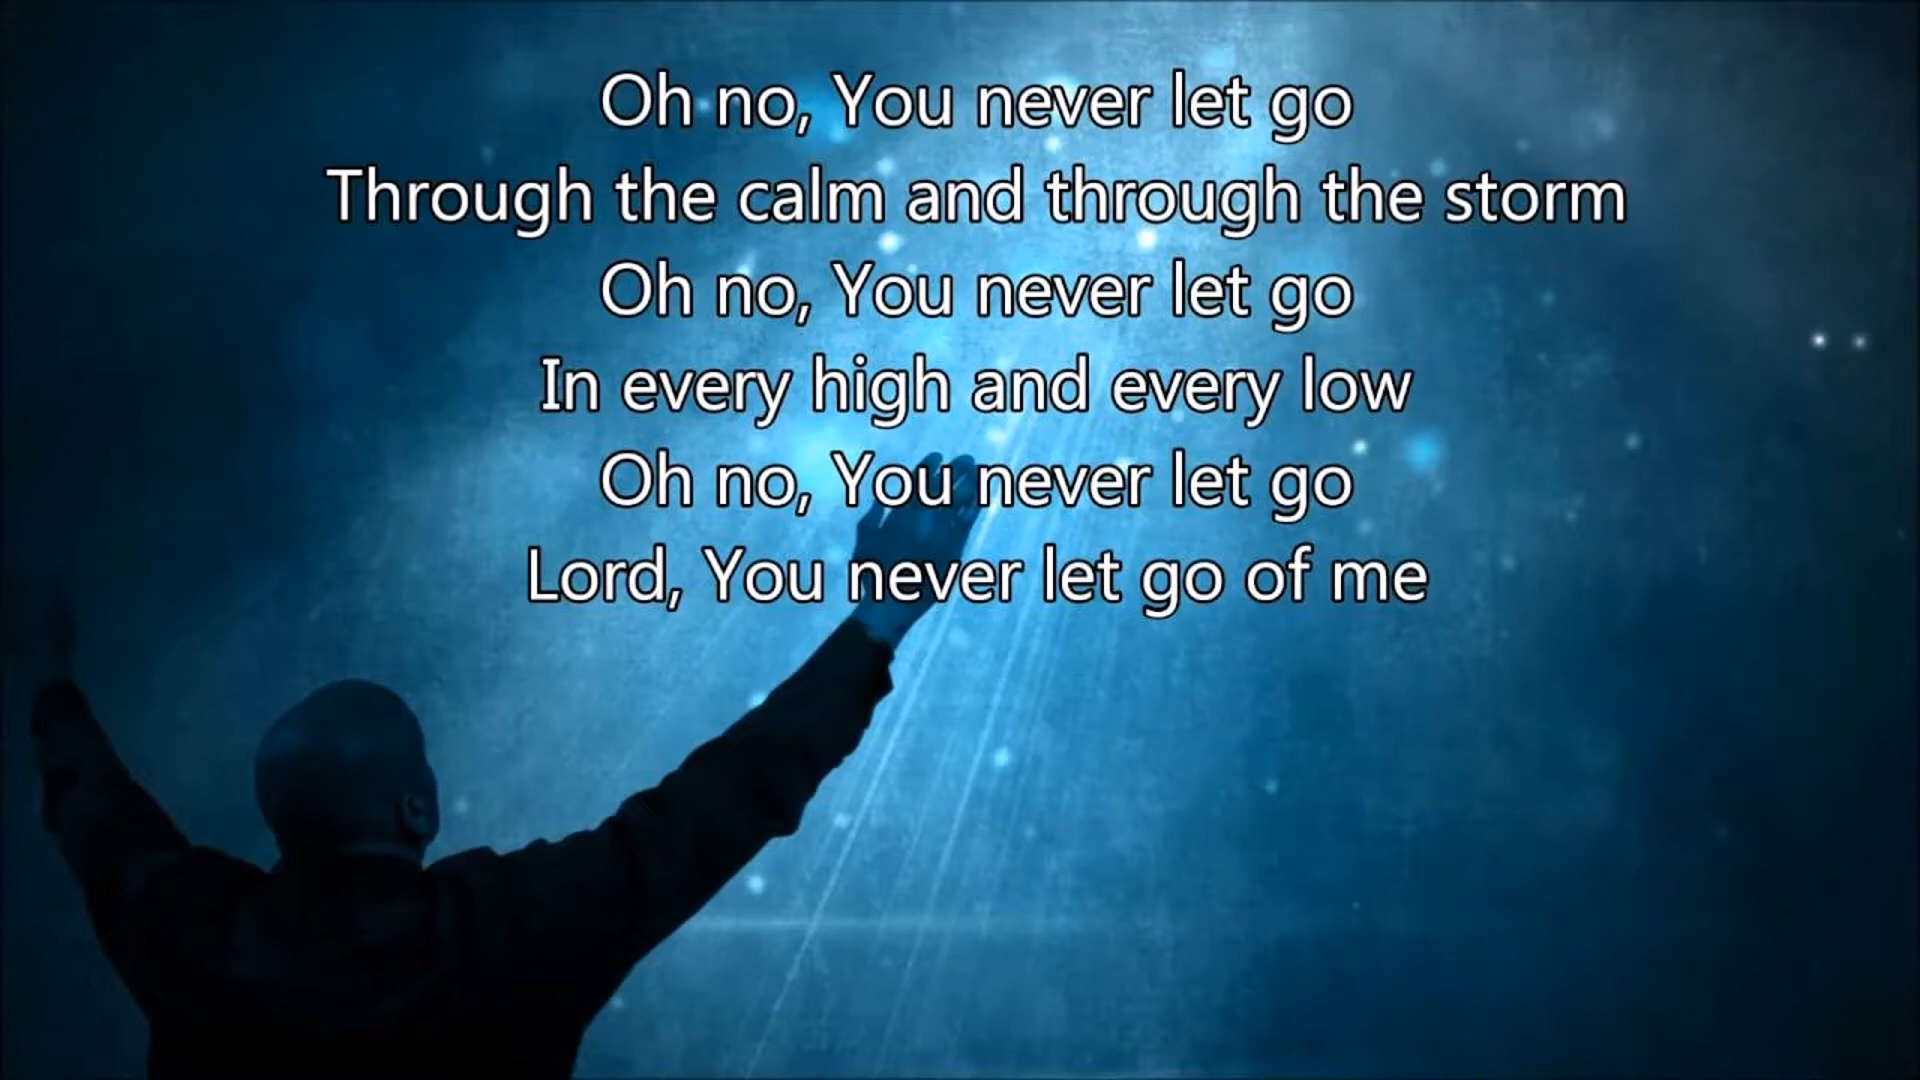 Oh no, You never let go
Through the calm and through the storm
Oh no, You never let go
In every high and every low
Oh no, You never let go
Lord, You never let go of me